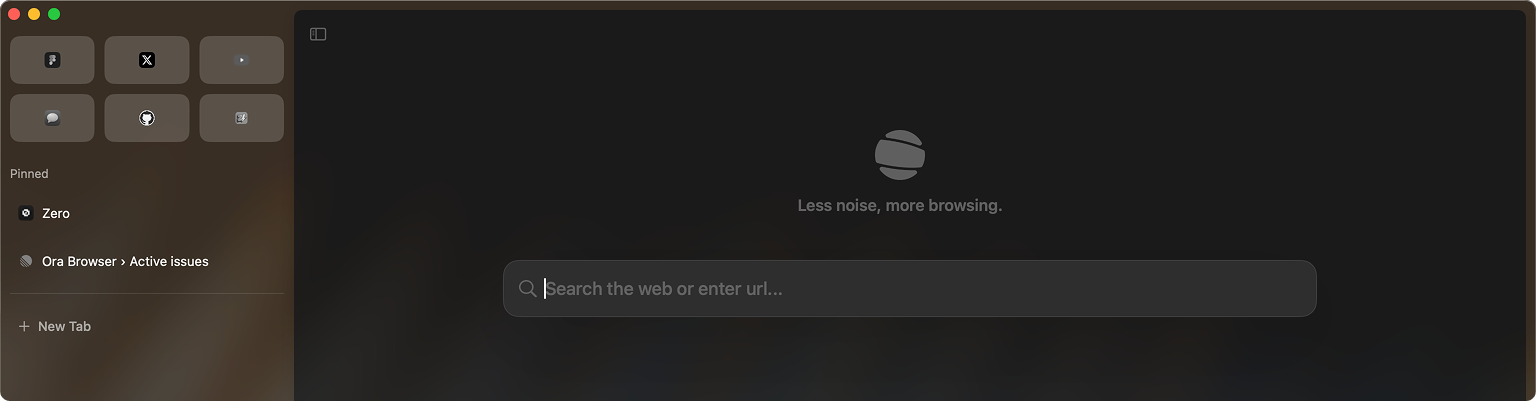 Pinned
Zero
Ora Browser › Active issues
New Tab
Less noise, more browsing.
Search the web or enter url...